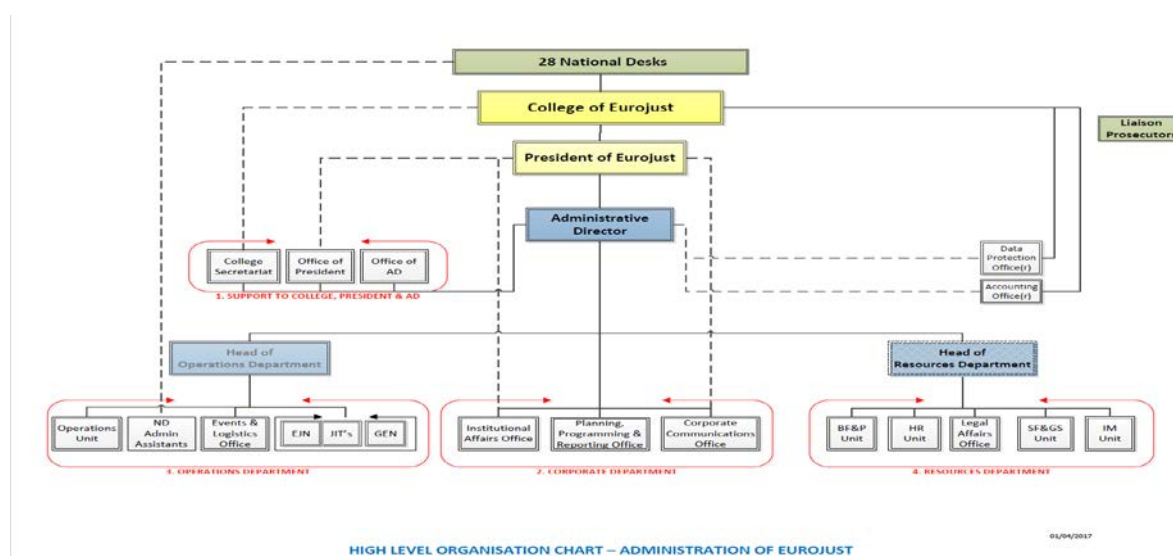 28 National Desks
College of Eurojust
Liaison
Prosecutors
President of Eurojust
Administrative
Director
College
Secretariat
Office of
President
Office of
AD
Data
Protection
Office(r)
1. SUPPORT TO COLLEGE, PRESIDENT & AD
Accounting
Office(r)
Head of
Operations Department
Head of
Resources Department
Operations
Unit
ND
Admin
Assistants
Events &
Logistics Office
EJN
JIT's
GEN
Institutional
Affairs Office
Planning,
Programming &
Reporting Office
Corporate
Communications
Office
BF&P
Unit
HR
Unit
Legal
Affairs
Office
SF&GS
Unit
IM
Unit
3. OPERATIONS DEPARTMENT
2. CORPORATE DEPARTMENT
4. RESOURCES DEPARTMENT
01/04/2017
HIGH LEVEL ORGANISATION CHART – ADMINISTRATION OF EUROJUST